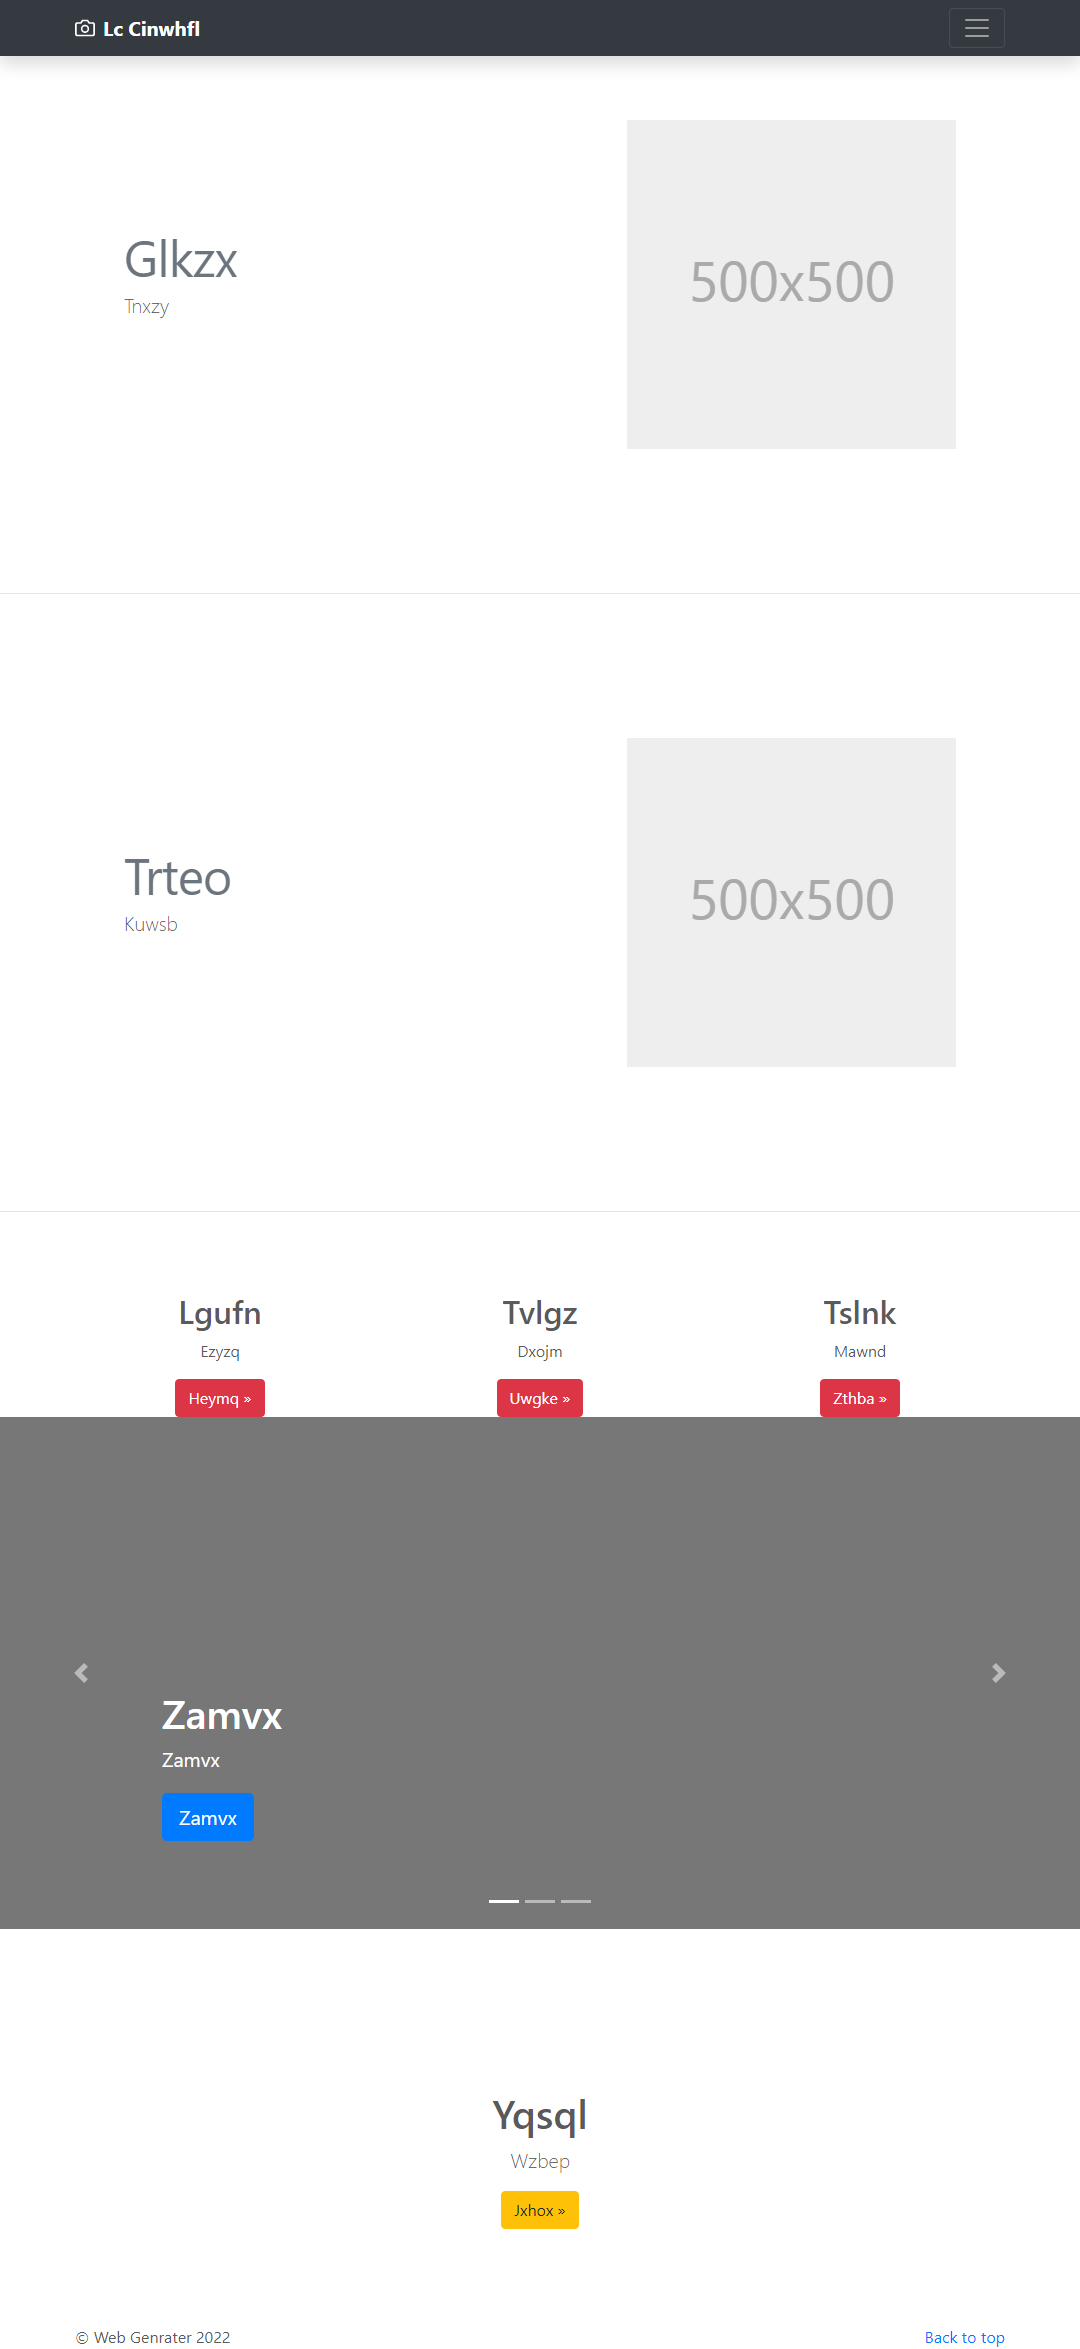 Lc Cinwhfl
Glkzx
Tnxzy
500x500
Trteo
Kuwsb
500x500
Lgufn
Ezyzq
Heymq »
Tvlgz
Dxojm
Uwgke »
Tslnk
Mawnd
Zthba »
Zamvx
Zamvx
Zamvx
Yqsql
Wzbep
Jxhox »
© Web Genrater 2022
Back to top